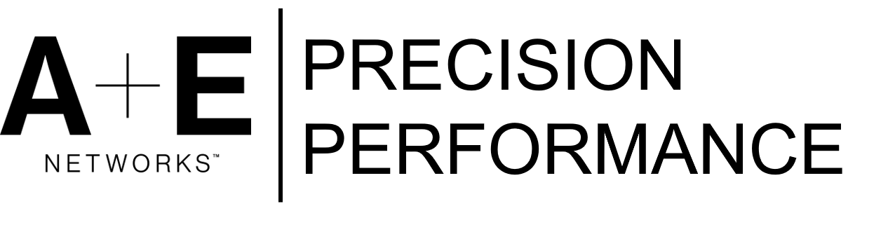 A+E
NETWORKS™
PRECISION
PERFORMANCE